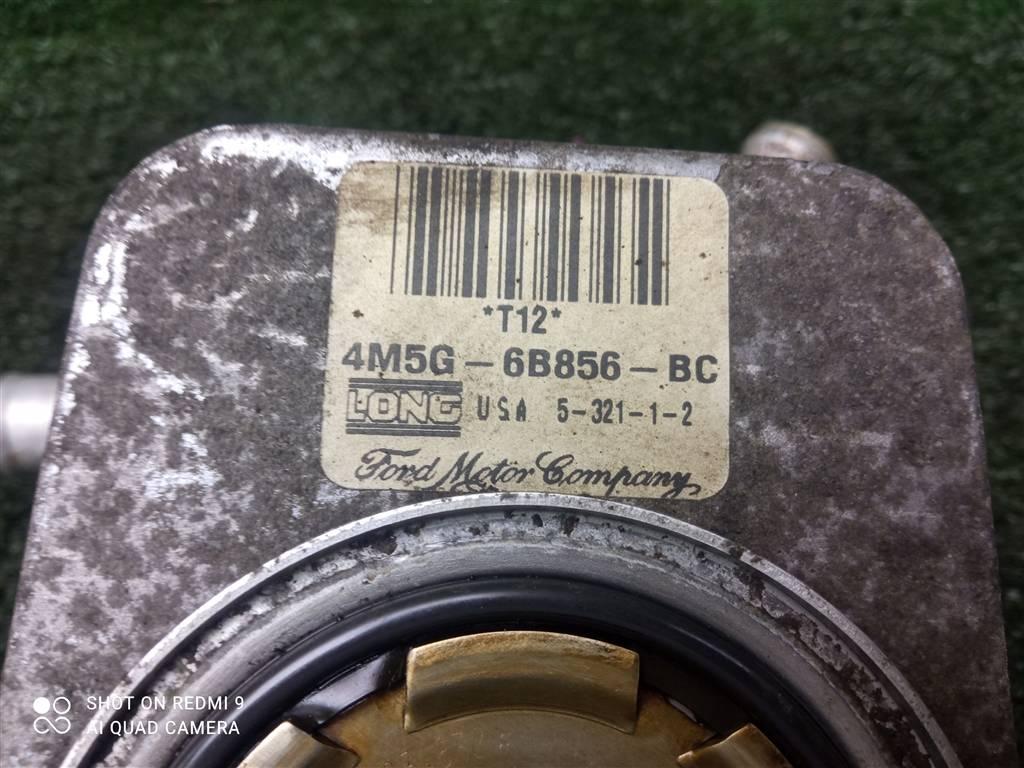 *T12*
4M5G-6B856-BC
LONG USA 5-321-1-2
Ford Motor Company
SHOT ON REDMI 9
AI QUAD CAMERA